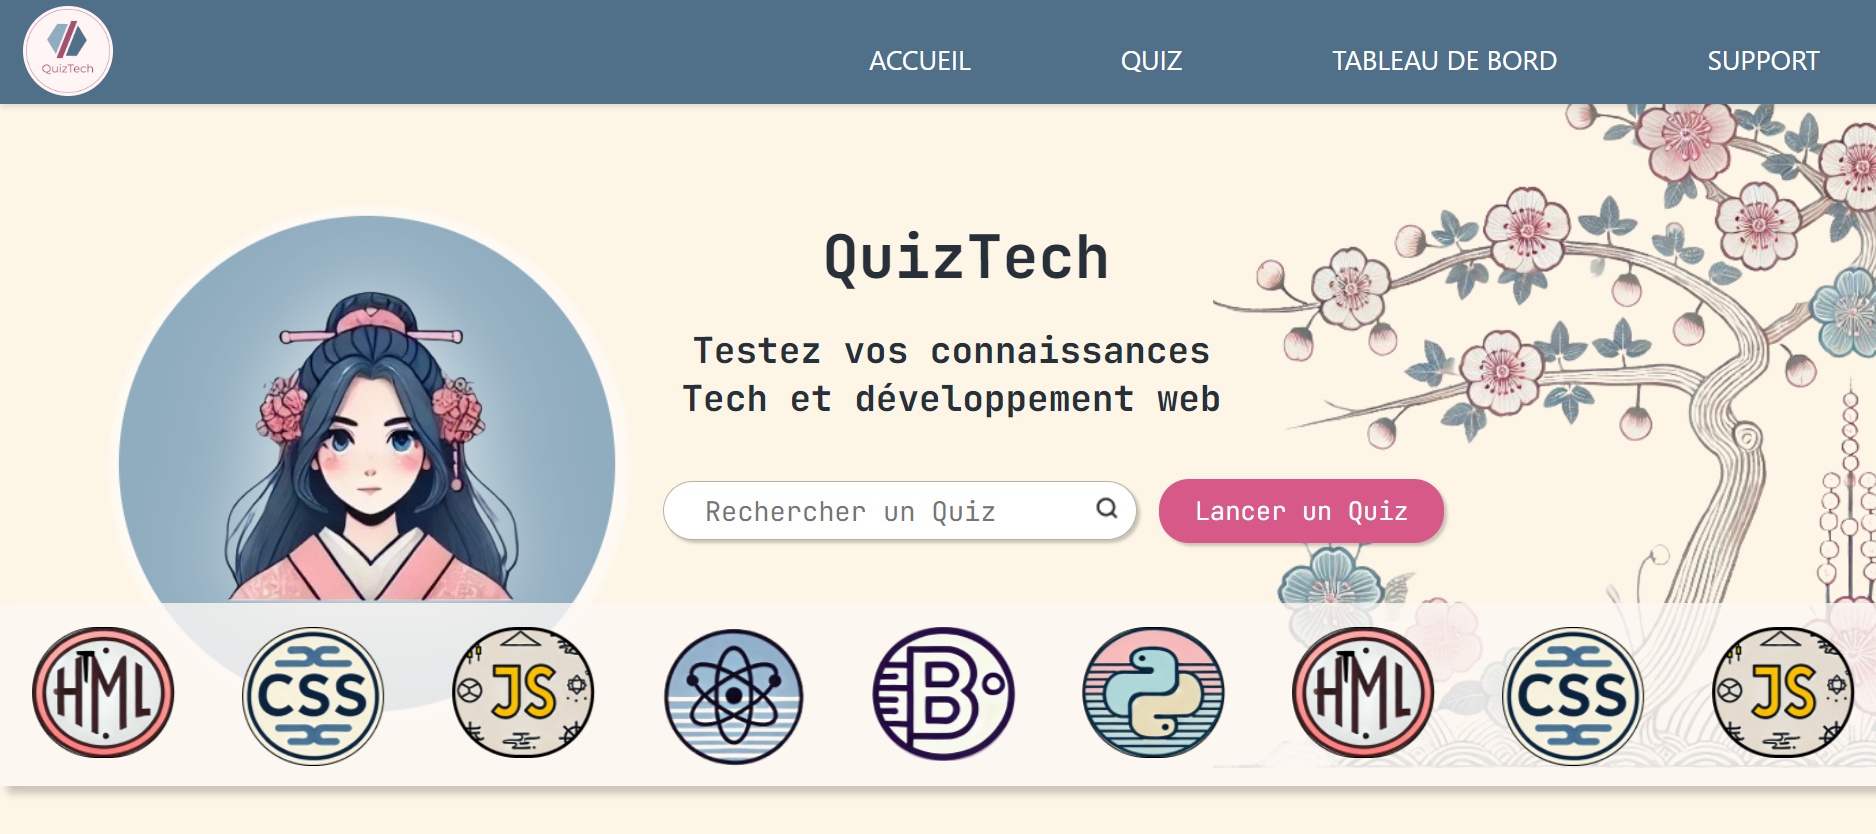 QuizTech
ACCUEIL
QUIZ
TABLEAU DE BORD
SUPPORT
QuizTech
Testez vos connaissances
Tech et développement web
Rechercher un Quiz
Lancer un Quiz
HTML
CSS
JS
B
HTML
CSS
JS